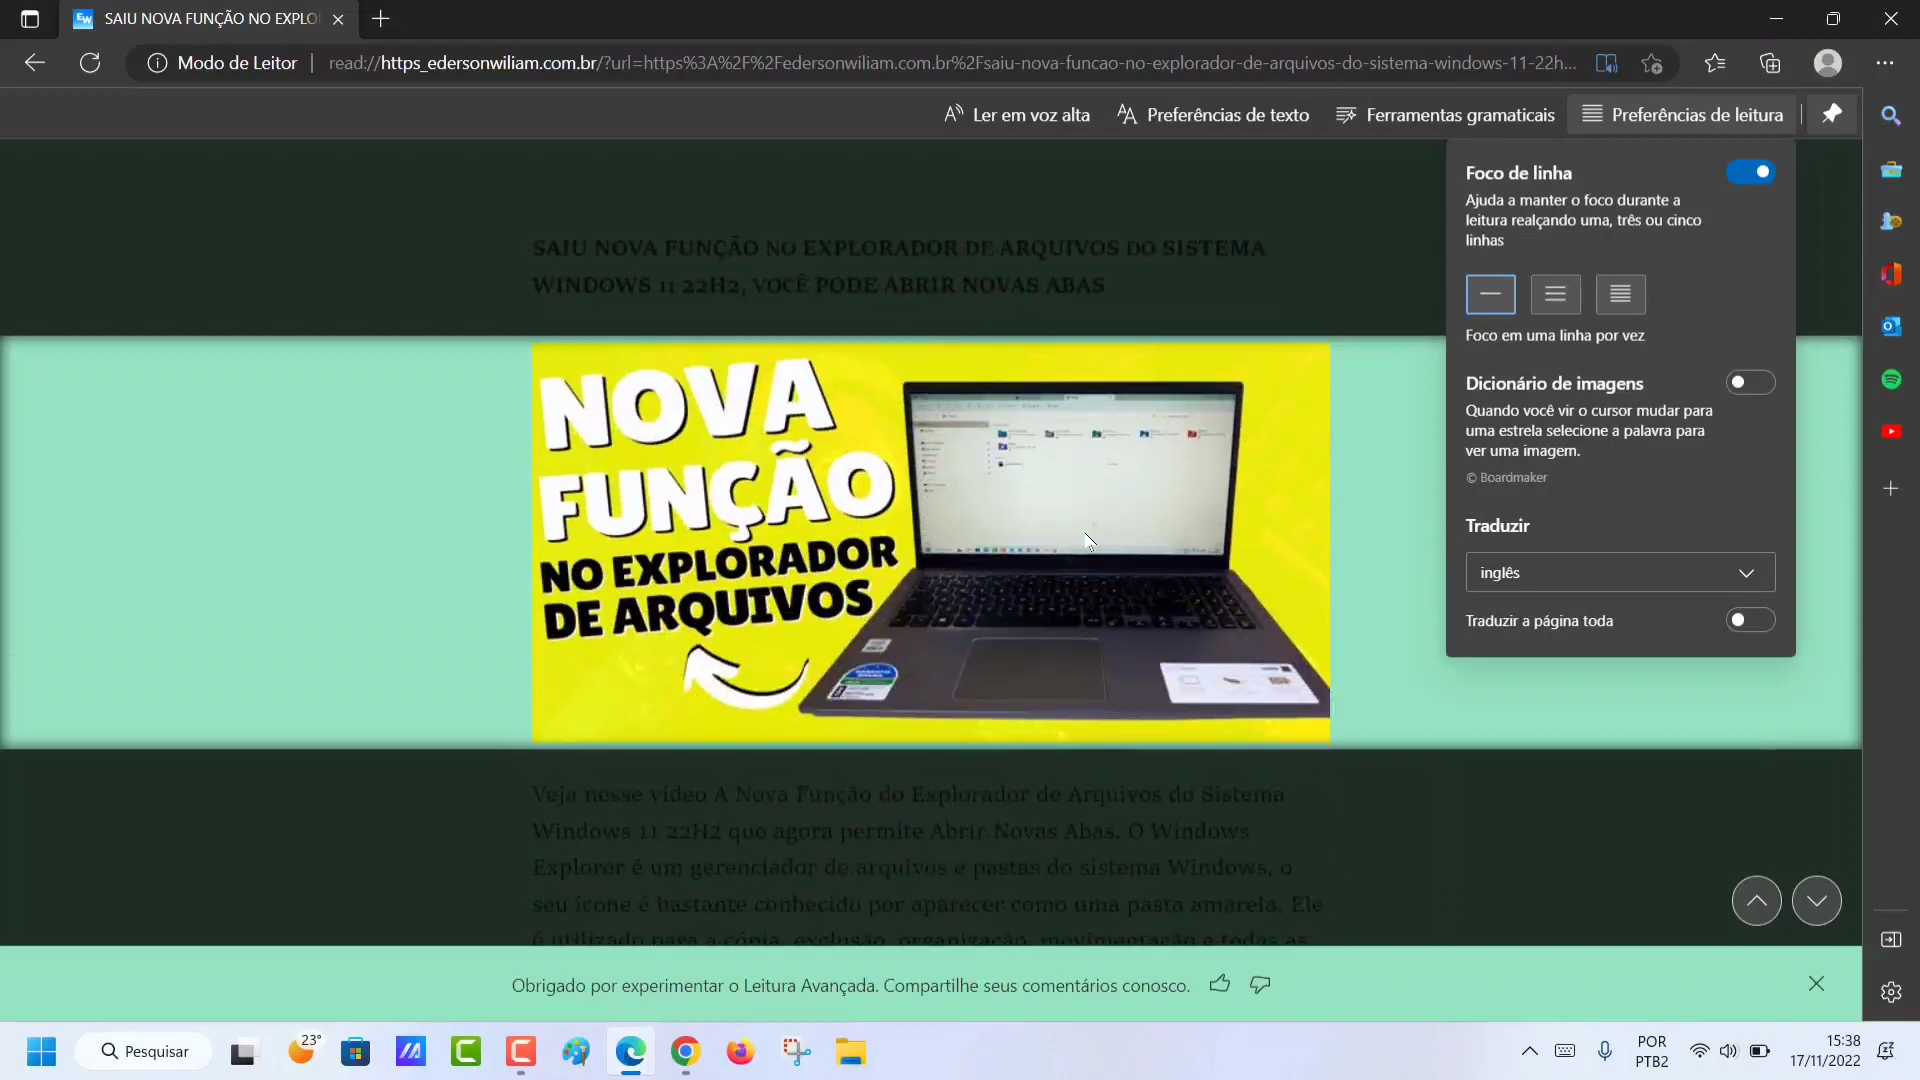 SAIU NOVA FUNÇÃO NO EXPLO
Modo de Leitor
read://https_edersonwiliam.com.br/?url=https%3A%2F%2Federsonwiliam.com.br%2Fsaiu-nova-funcao-no-explorador-de-arquivos-do-sistema-windows-11-22h...
Ler em voz alta
Preferências de texto
Ferramentas gramaticais
Preferências de leitura
Foco de linha
Ajuda a manter o foco durante a
leitura realçando uma, três ou cinco
linhas
Foco em uma linha por vez
Dicionário de imagens
Quando você vir o cursor mudar para
uma estrela selecione a palavra para
ver uma imagem.
© Boardmaker
Traduzir
inglês
Traduzir a página toda
SAIU NOVA FUNÇÃO NO EXPLORADOR DE ARQUIVOS DO SISTEMA
WINDOWS 11 22H2, VOCÊ PODE ABRIR NOVAS ABAS
NOVA
FUNÇÃO
NO EXPLORADOR
DE ARQUIVOS
Veja nesse vídeo A Nova Função do Explorador de Arquivos do Sistema
Windows 11 22H2 que agora permite Abrir Novas Abas. O Windows
Explorer é um gerenciador de arquivos e pastas do sistema Windows, o
seu ícone é bastante conhecido por aparecer como uma pasta amarela. Ele
é utilizado para a cópia, exclusão, organização, movimentação e todas as
Obrigado por experimentar o Leitura Avançada. Compartilhe seus comentários conosco.
Pesquisar
23°
POR
PTB2
15:38
17/11/2022